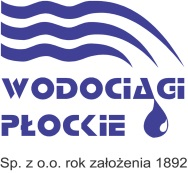 WODOCIĄGI
PŁOCKIE
Sp. z o.o. rok założenia 1892